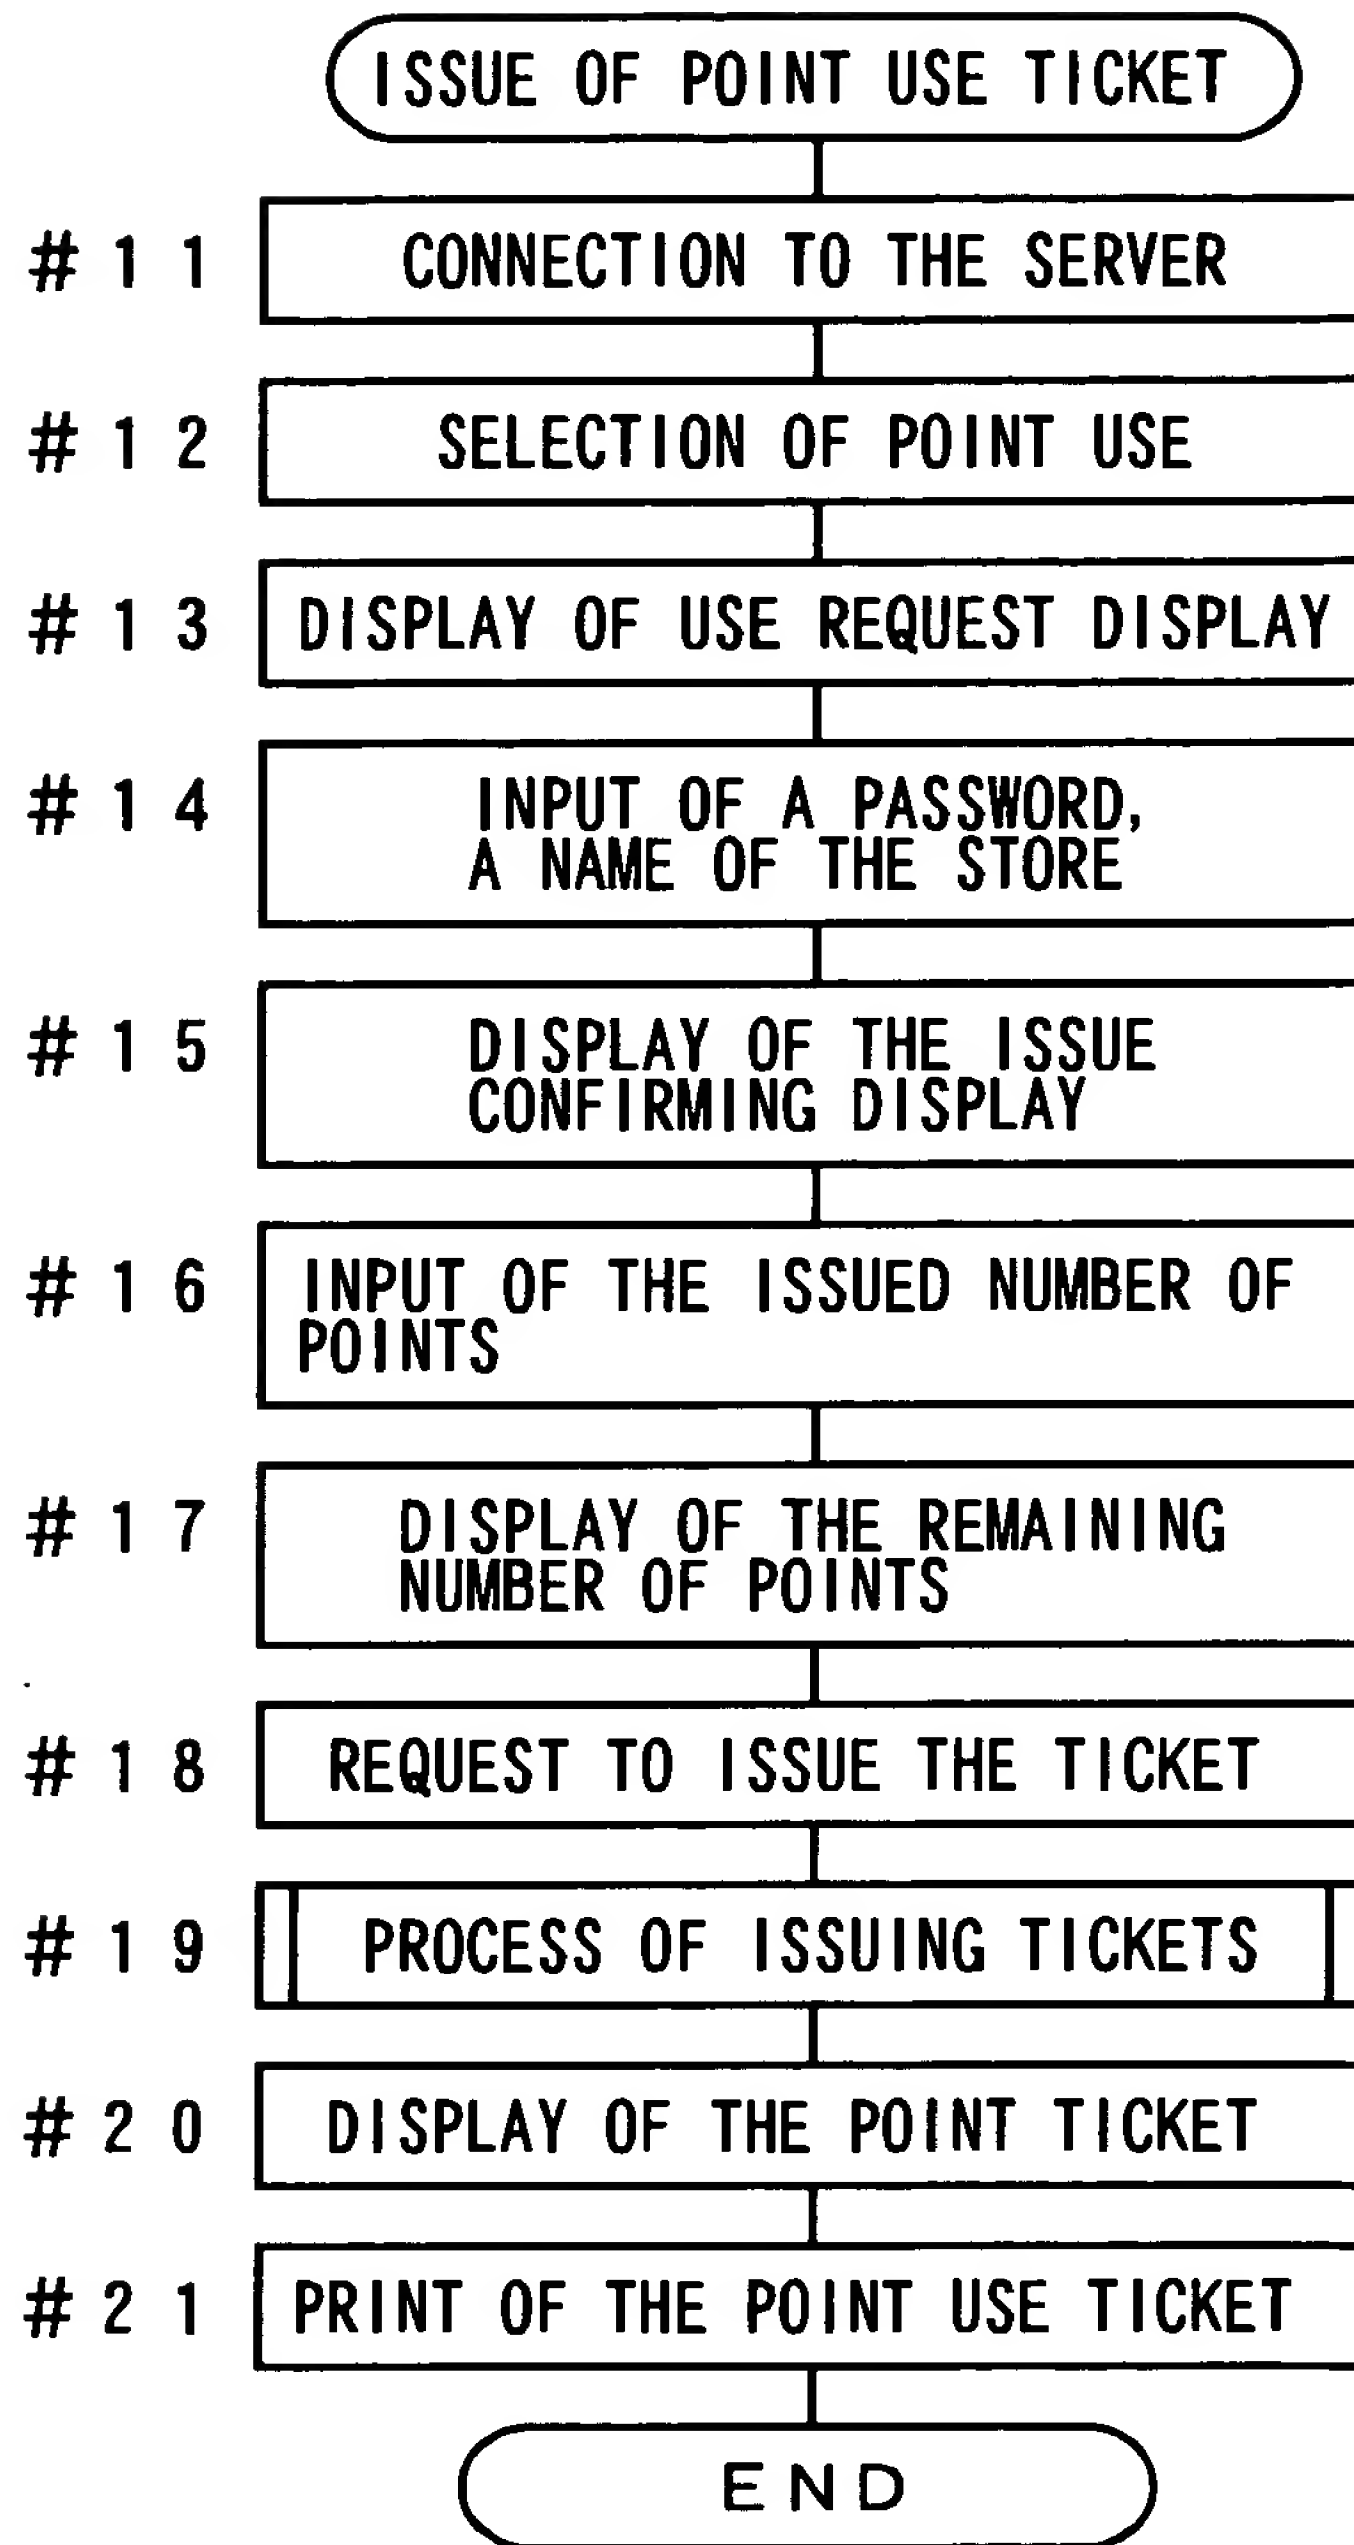 ISSUE OF POINT USE TICKET
#11 CONNECTION TO THE SERVER
#12 SELECTION OF POINT USE
#13 DISPLAY OF USE REQUEST DISPLAY
#14 INPUT OF A PASSWORD,
A NAME OF THE STORE
#15 DISPLAY OF THE ISSUE
CONFIRMING DISPLAY
#16 INPUT OF THE ISSUED NUMBER OF
POINTS
#17 DISPLAY OF THE REMAINING
NUMBER OF POINTS
#18 REQUEST TO ISSUE THE TICKET
#19 PROCESS OF ISSUING TICKETS
#20 DISPLAY OF THE POINT TICKET
#21 PRINT OF THE POINT USE TICKET
END